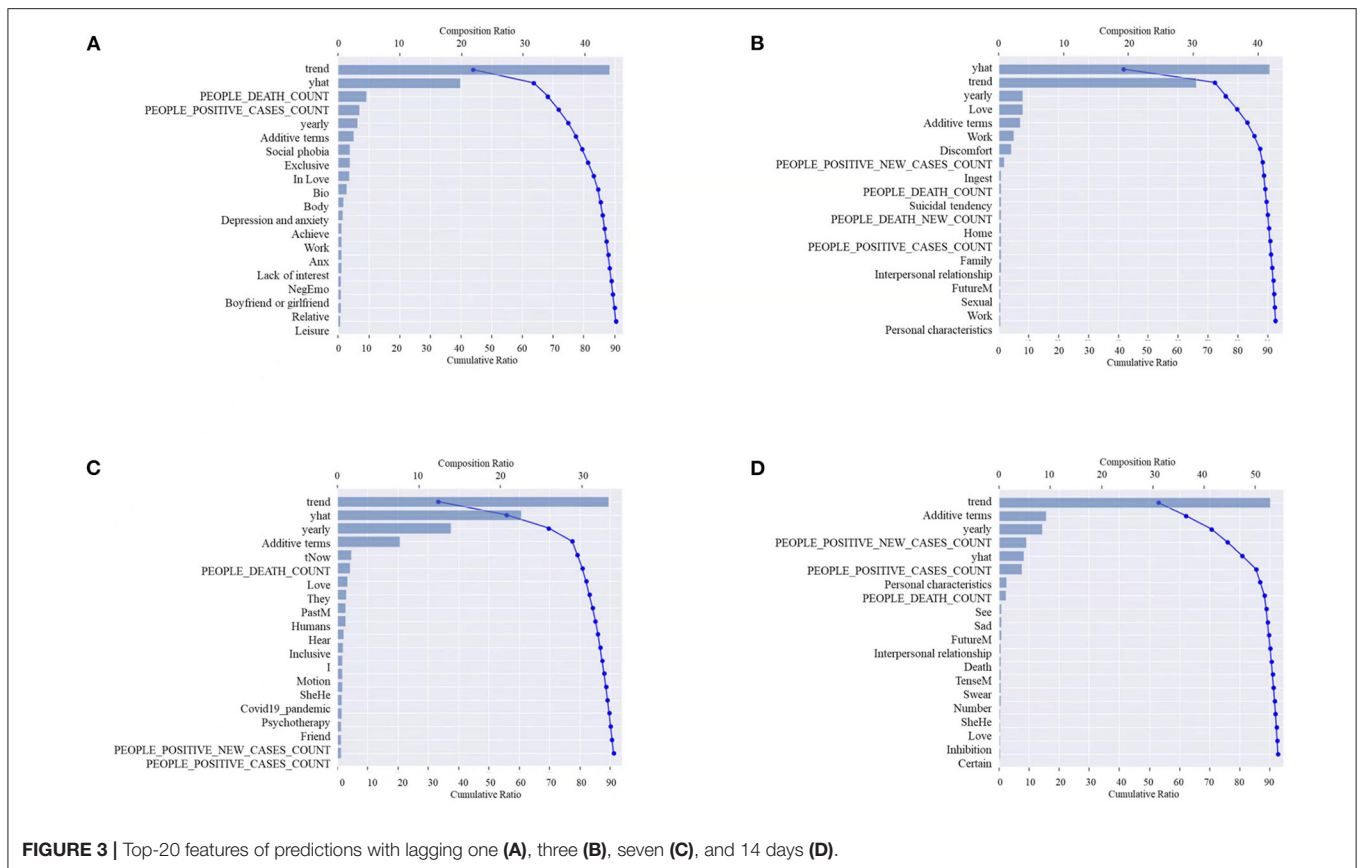 A
Composition Ratio
0 10 20 30 40
trend
yhat
PEOPLE_DEATH_COUNT
PEOPLE_POSITIVE_CASES_COUNT
yearly
Additive terms
Social phobia
Exclusive
In Love
Bio
Body
Depression and anxiety
Achieve
Work
Anx
Lack of interest
NegEmo
Boyfriend or girlfriend
Relative
Leisure
0 10 20 30 40 50 60 70 80 90
Cumulative Ratio
B
Composition Ratio
0 10 20 30 40
yhat
trend
yearly
Love
Additive terms
Work
Discomfort
PEOPLE_POSITIVE_NEW_CASES_COUNT
Ingest
PEOPLE_DEATH_COUNT
Suicidal tendency
PEOPLE_DEATH_NEW_COUNT
Home
PEOPLE_POSITIVE_CASES_COUNT
Family
Interpersonal relationship
FutureM
Sexual
Work
Personal characteristics
0 10 20 30 40 50 60 70 80 90
Cumulative Ratio
C
Composition Ratio
0 10 20 30
trend
yhat
yearly
Additive terms
tNow
PEOPLE_DEATH_COUNT
Love
They
PastM
Humans
Hear
Inclusive
I
Motion
SheHe
Covid19_pandemic
Psychotherapy
Friend
PEOPLE_POSITIVE_NEW_CASES_COUNT
PEOPLE_POSITIVE_CASES_COUNT
0 10 20 30 40 50 60 70 80 90
Cumulative Ratio
D
Composition Ratio
0 10 20 30 40 50
trend
Additive terms
yearly
PEOPLE_POSITIVE_NEW_CASES_COUNT
yhat
PEOPLE_POSITIVE_CASES_COUNT
Personal characteristics
PEOPLE_DEATH_COUNT
See
Sad
FutureM
Interpersonal relationship
Death
TenseM
Swear
Number
SheHe
Love
Inhibition
Certain
0 10 20 30 40 50 60 70 80 90
Cumulative Ratio
FIGURE 3 | Top-20 features of predictions with lagging one (A), three (B), seven (C), and 14 days (D).